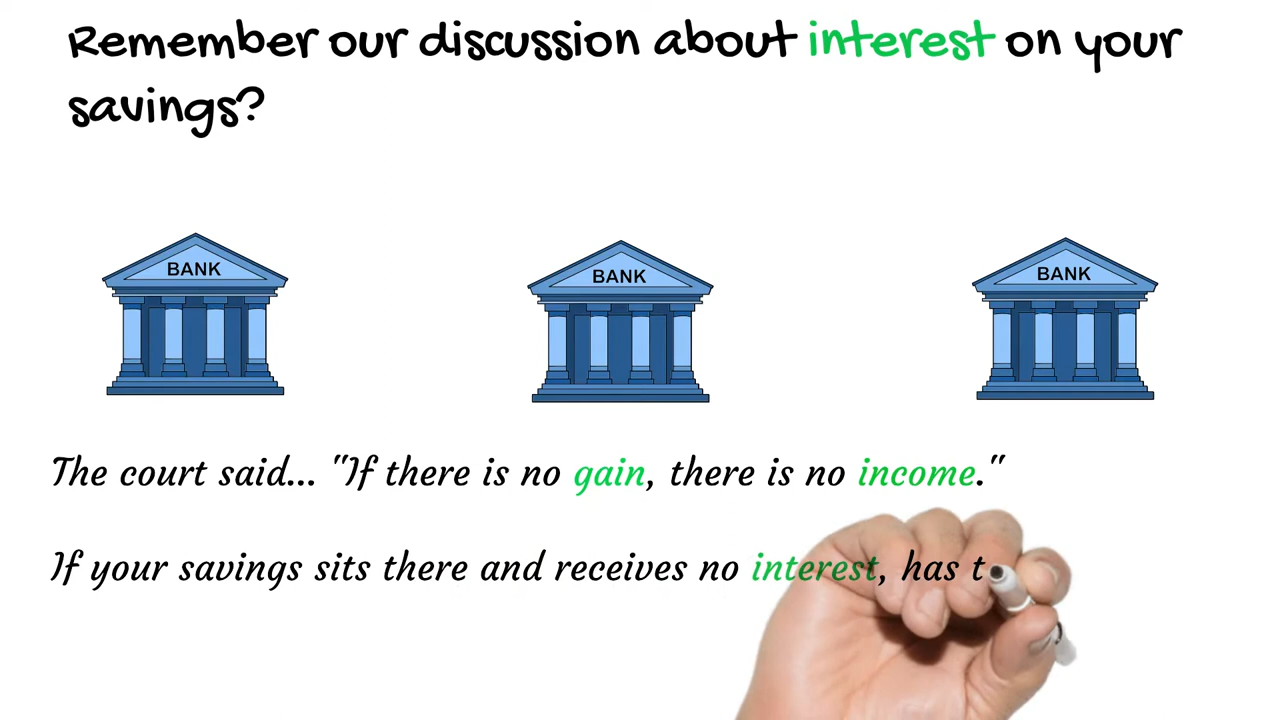 Remember our discussion about interest on your
savings?
BANK
BANK
BANK
The court said... "If there is no gain, there is no income."
If your savings sits there and receives no interest, has t